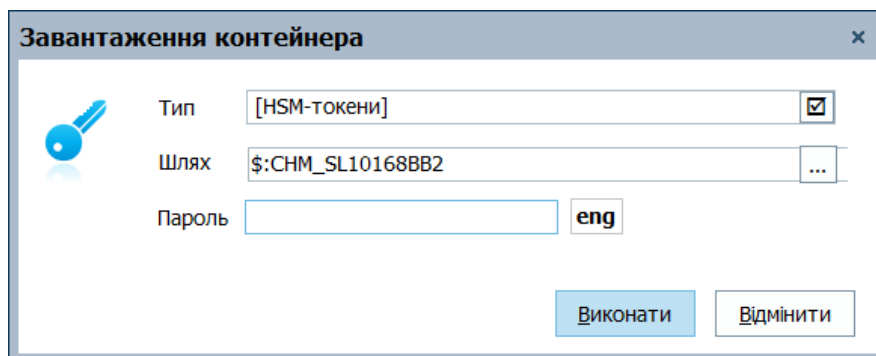 Завантаження контейнера
Тип [HSM-токени]
Шлях $:CHM_SL10168BB2 ...
Пароль eng
Виконати Відмінити